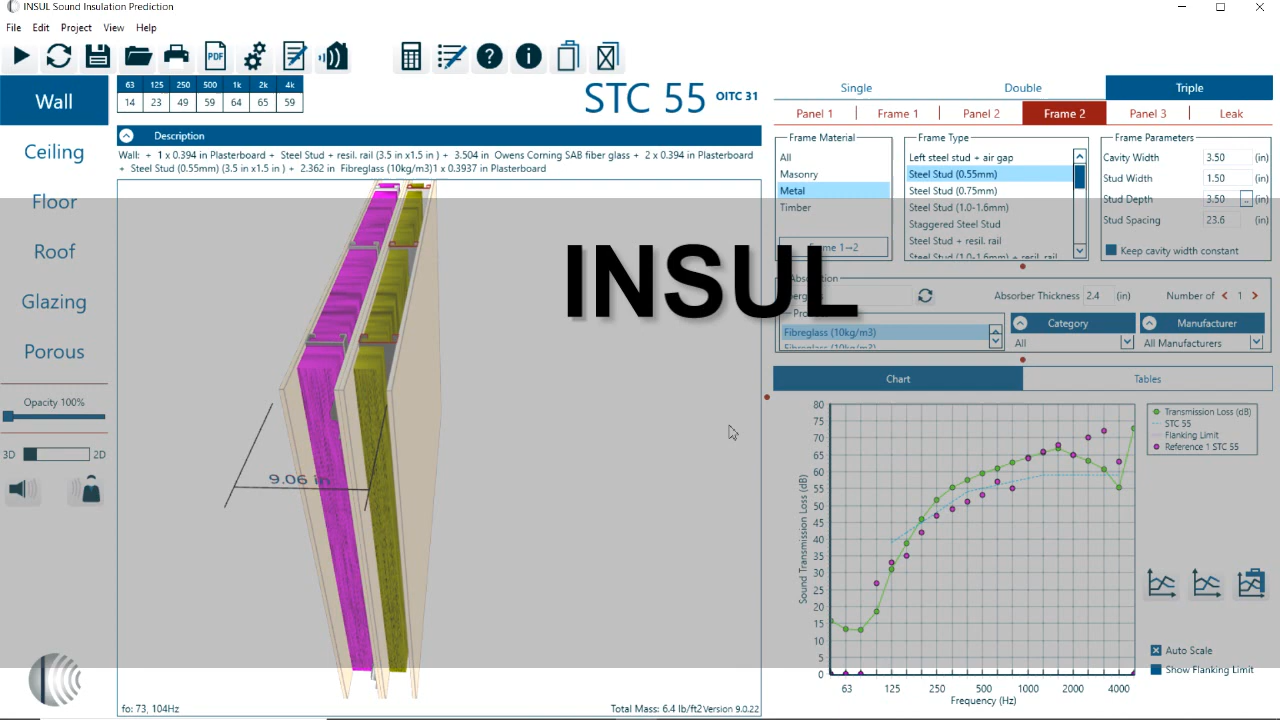 INSUL Sound Insulation Prediction
File Edit Project View Help
PDF
63 125 250 500 1k 2k 4k
14 23 49 59 64 65 59
STC 55 OITC 31
Single Double Triple
Panel 1 Frame 1 Panel 2 Frame 2 Panel 3 Leak
Wall
Ceiling
Floor
Roof
Glazing
Porous
Opacity 100%
3D 2D
Description
Wall: + 1 x 0.394 in Plasterboard + Steel Stud + resil. rail (3.5 in x1.5 in ) + 3.504 in Owens Corning SAB fiber glass + 2 x 0.394 in Plasterboard
+ Steel Stud (0.55mm) (3.5 in x1.5 in ) + 2.362 in Fibreglass (10kg/m3)1 x 0.3937 in Plasterboard
9.06 in
fo: 73, 104Hz
Total Mass: 6.4 lb/ft2 Version 9.0.22
INSUL
Frame Material
All
Masonry
Metal
Timber
Frame Type
Left steel stud + air gap
Steel Stud (0.55mm)
Steel Stud (0.75mm)
Steel Stud (1.0-1.6mm)
Staggered Steel Stud
Steel Stud + resil. rail
Steel Stud (1.0-1.6mm) + resil. rail
Frame Parameters
Cavity Width 3.50 (in)
Stud Width 1.50 (in)
Stud Depth 3.50 .. (in)
Stud Spacing 23.6 (in)
Keep cavity width constant
Absorber Thickness 2.4 (in) Number of < 1 >
Fibreglass (10kg/m3)
Category
All
Manufacturer
All Manufacturers
Chart Tables
Sound Transmission Loss (dB)
80
75
70
65
60
55
50
45
40
35
30
25
20
15
10
5
0
63 125 250 500 1000 2000 4000
Frequency (Hz)
Transmission Loss (dB)
STC 55
Flanking Limit
Reference 1 STC 55
Auto Scale
Show Flanking Limit